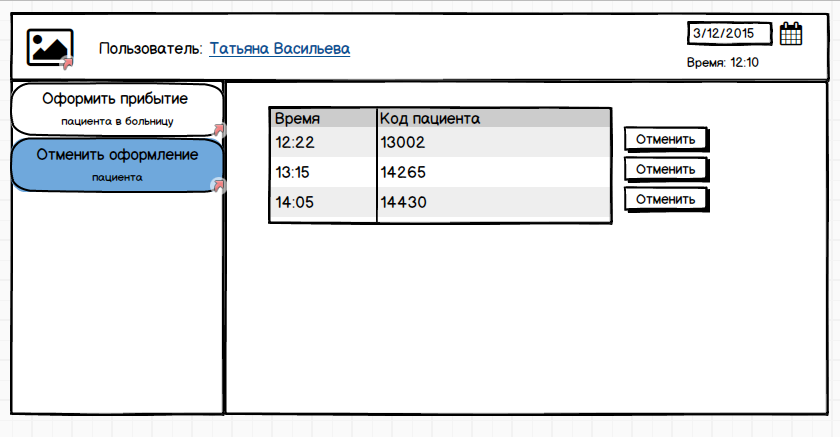 Пользователь: Татьяна Васильева
3/12/2015
Время: 12:10
Оформить прибытие
пациента в больницу
Отменить оформление
пациента
Время Код пациента
12:22 13002 Отменить
13:15 14265 Отменить
14:05 14430 Отменить